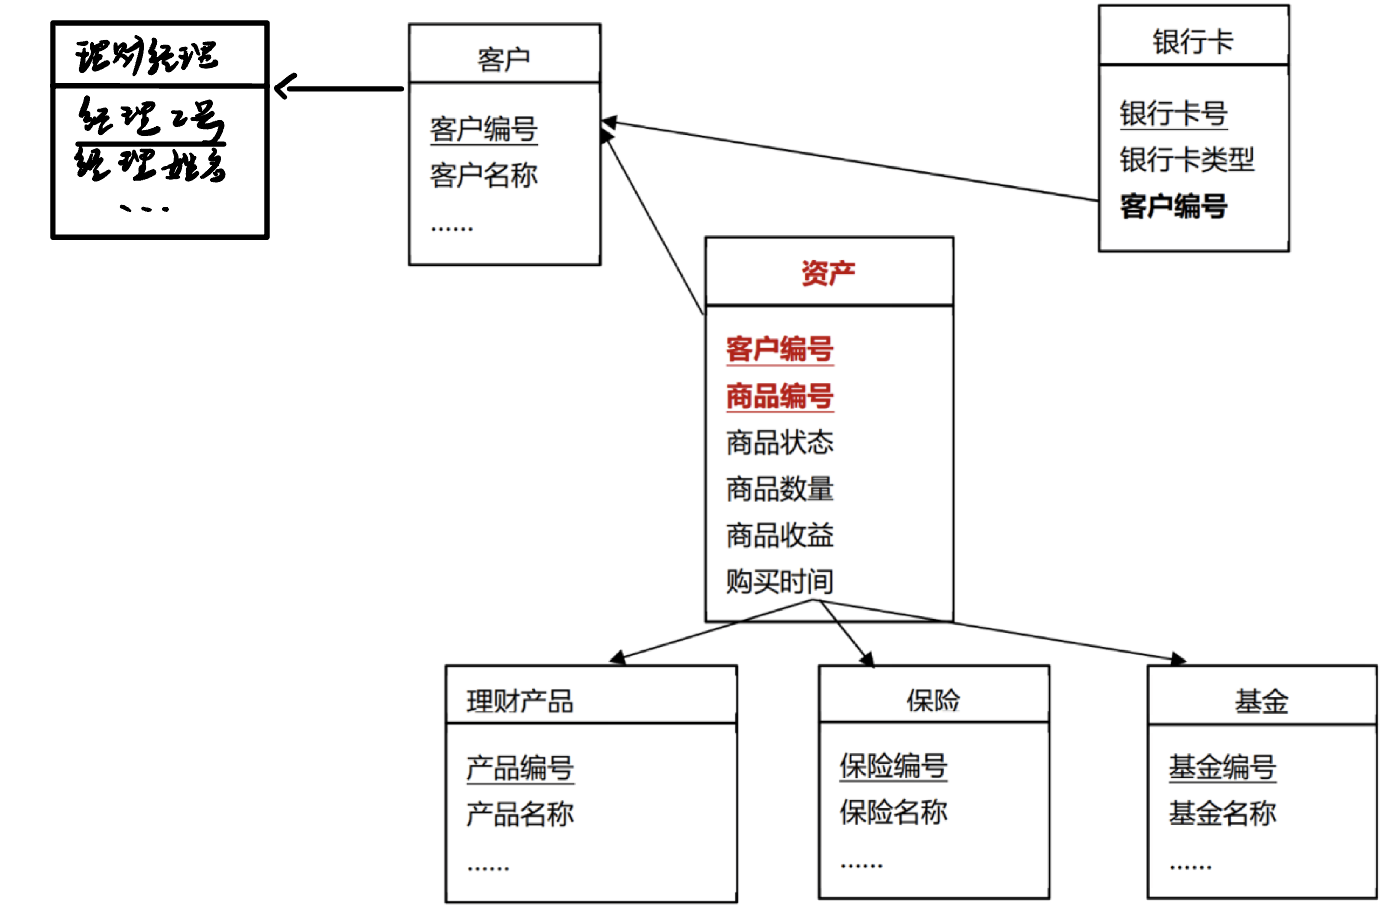 理财经理
经理工号
经理姓名
...
客户
客户编号
客户名称
......
银行卡
银行卡号
银行卡类型
客户编号
资产
客户编号
商品编号
商品状态
商品数量
商品收益
购买时间
理财产品
产品编号
产品名称
......
保险
保险编号
保险名称
......
基金
基金编号
基金名称
......